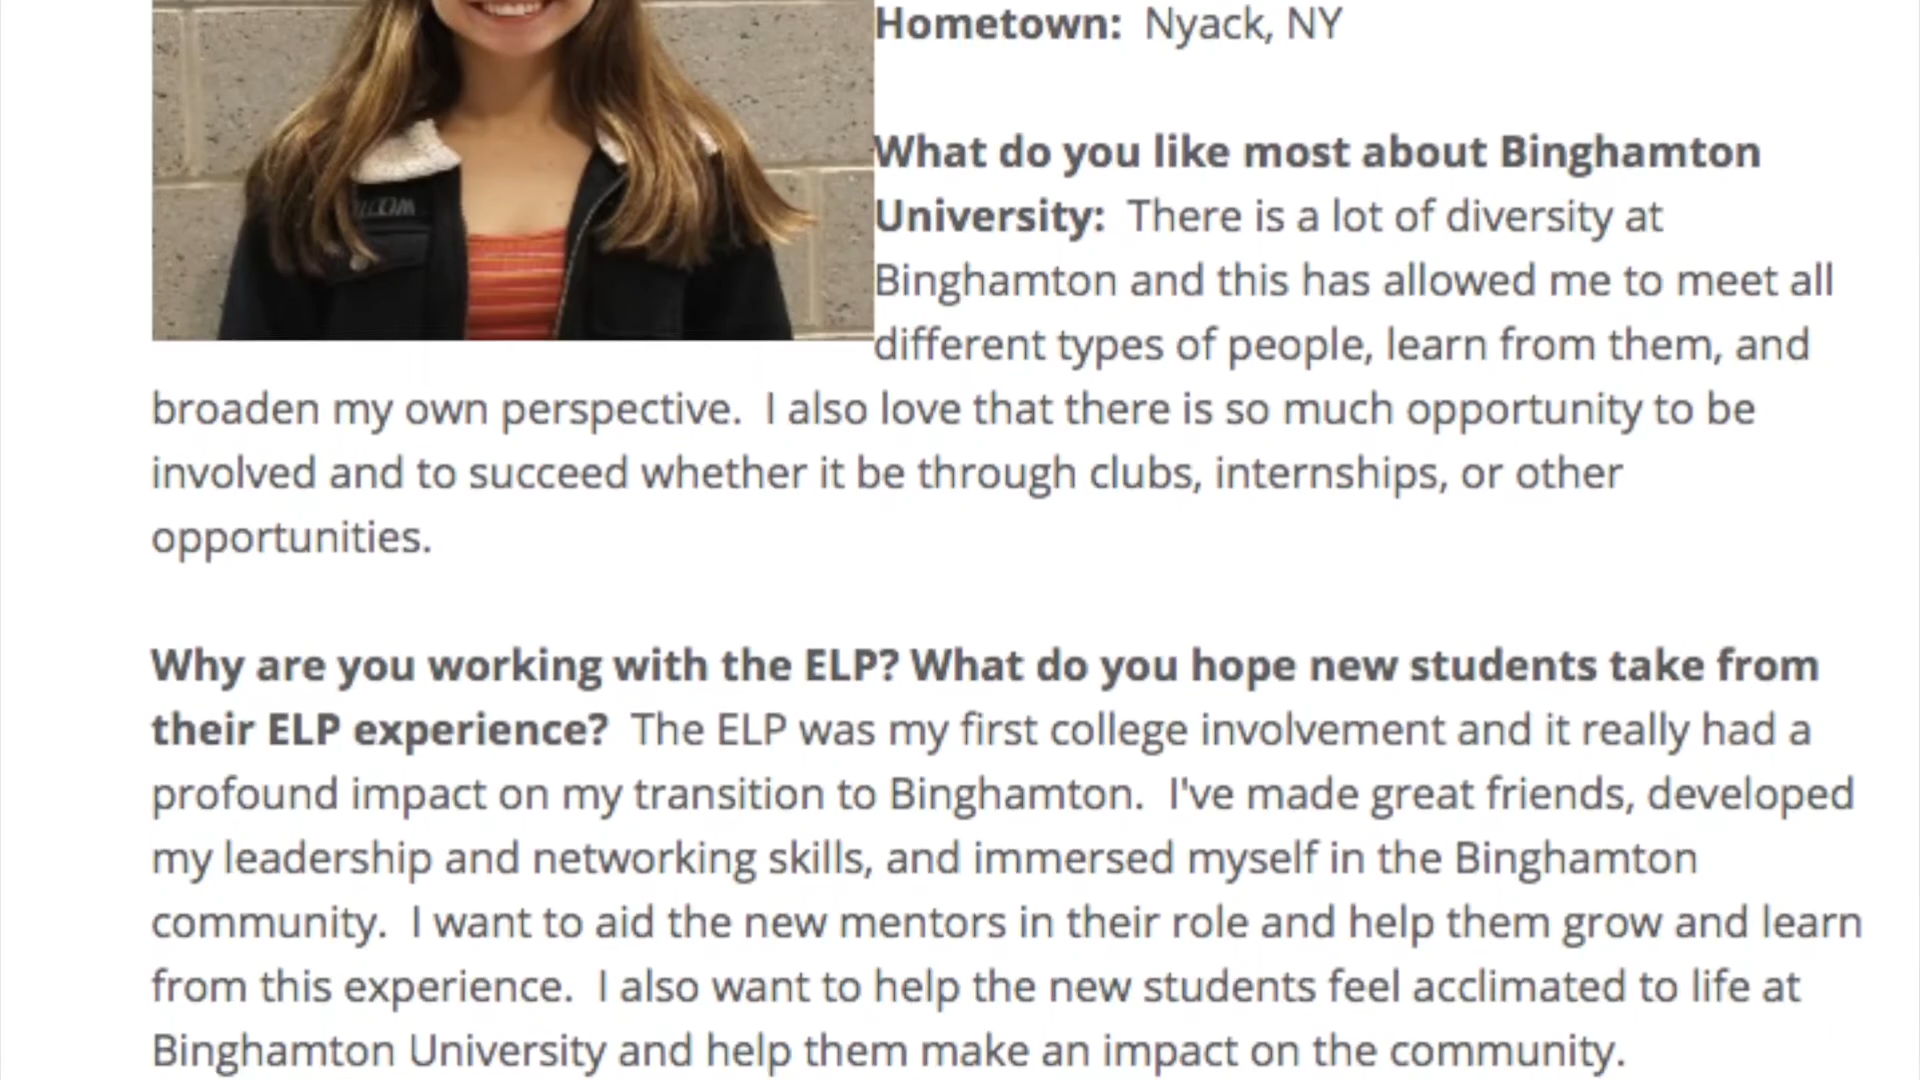 Hometown:  Nyack, NY
What do you like most about Binghamton
University:  There is a lot of diversity at
Binghamton and this has allowed me to meet all
different types of people, learn from them, and
broaden my own perspective.  I also love that there is so much opportunity to be
involved and to succeed whether it be through clubs, internships, or other
opportunities.
Why are you working with the ELP? What do you hope new students take from
their ELP experience?  The ELP was my first college involvement and it really had a
profound impact on my transition to Binghamton.  I've made great friends, developed
my leadership and networking skills, and immersed myself in the Binghamton
community.  I want to aid the new mentors in their role and help them grow and learn
from this experience.  I also want to help the new students feel acclimated to life at
Binghamton University and help them make an impact on the community.